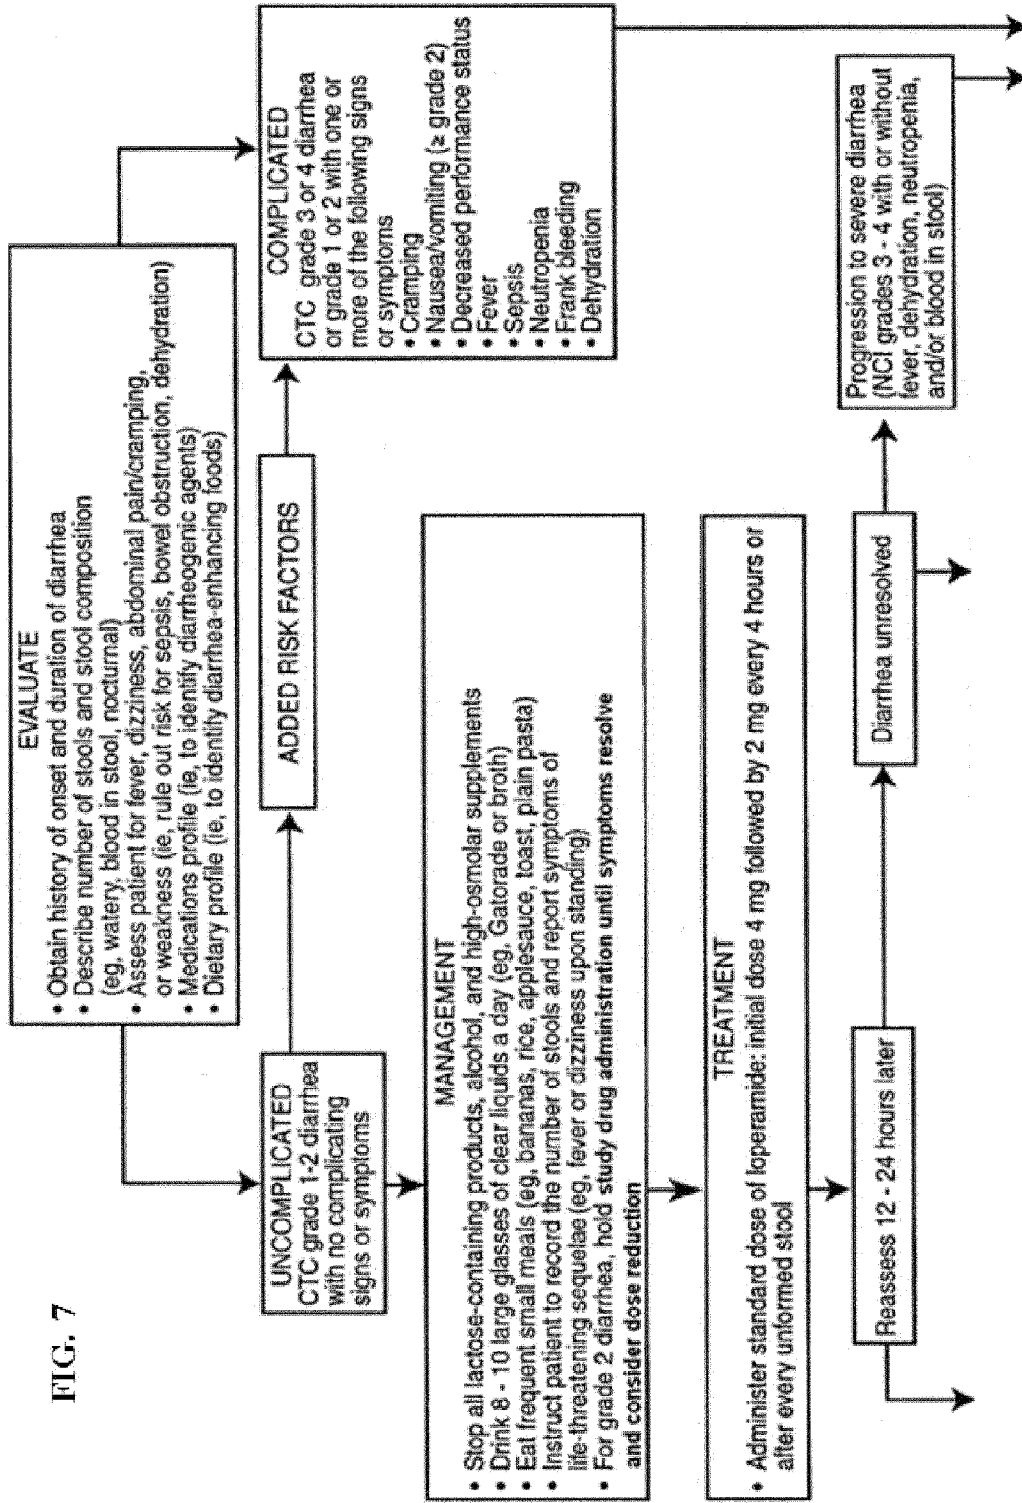 FIG. 7
EVALUATE
• Obtain history of onset and duration of diarrhea
• Describe number of stools and stool composition
(eg, watery, blood in stool, nocturnal)
• Assess patient for fever, dizziness, abdominal pain/cramping,
or weakness (ie, rule out risk for sepsis, bowel obstruction, dehydration)
• Medications profile (ie, to identify diarrheogenic agents)
• Dietary profile (ie, to identify diarrhea-enhancing foods)
UNCOMPLICATED
CTC grade 1-2 diarrhea
with no complicating
signs or symptoms
ADDED RISK FACTORS
COMPLICATED
CTC grade 3 or 4 diarrhea
or grade 1 or 2 with one or
more of the following signs
or symptoms
• Cramping
• Nausea/vomiting (≥ grade 2)
• Decreased performance status
• Fever
• Sepsis
• Neutropenia
• Frank bleeding
• Dehydration
MANAGEMENT
• Stop all lactose-containing products, alcohol, and high-osmolar supplements
• Drink 8 - 10 large glasses of clear liquids a day (eg, Gatorade or broth)
• Eat frequent small meals (eg, bananas, rice, applesauce, toast, plain pasta)
• Instruct patient to record the number of stools and report symptoms of
life-threatening sequelae (eg, fever or dizziness upon standing)
• For grade 2 diarrhea, hold study drug administration until symptoms resolve
and consider dose reduction
TREATMENT
• Administer standard dose of loperamide: initial dose 4 mg followed by 2 mg every 4 hours or
after every unformed stool
Reassess 12 - 24 hours later
Diarrhea unresolved
Progression to severe diarrhea
(NCI grades 3 - 4 with or without
fever, dehydration, neutropenia,
and/or blood in stool)